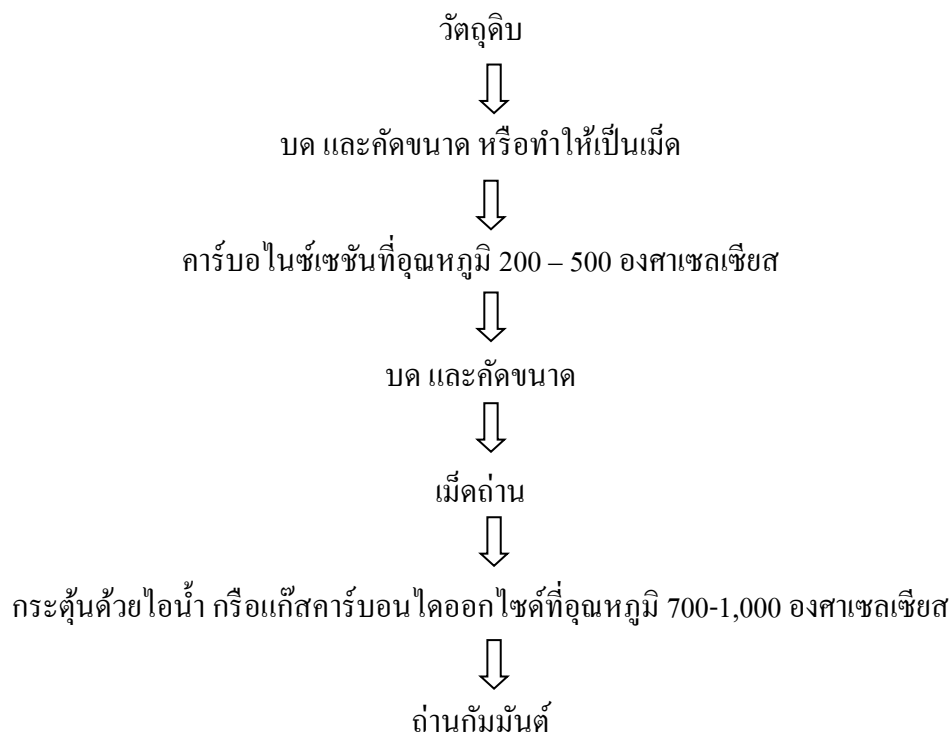 วัตถุดิบ
บด และคัดขนาด หรือทำให้เป็นเม็ด
คาร์บอไนซ์เซชันที่อุณหภูมิ 200 – 500 องศาเซลเซียส
บด และคัดขนาด
เม็ดถ่าน
กระตุ้นด้วยไอน้ำ กรือแก๊สคาร์บอนไดออกไซด์ที่อุณหภูมิ 700-1,000 องศาเซลเซียส
ถ่านกัมมันต์